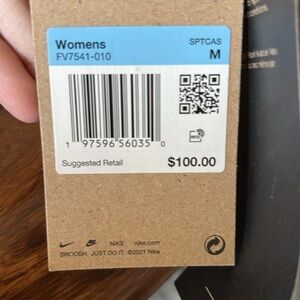 Womens
SPTCAS
FV7541-010
M
1 97596 56035 0
Suggested Retail
$100.00
NIKE nike.com
SWOOSH JUST DO IT ©2021 Nike